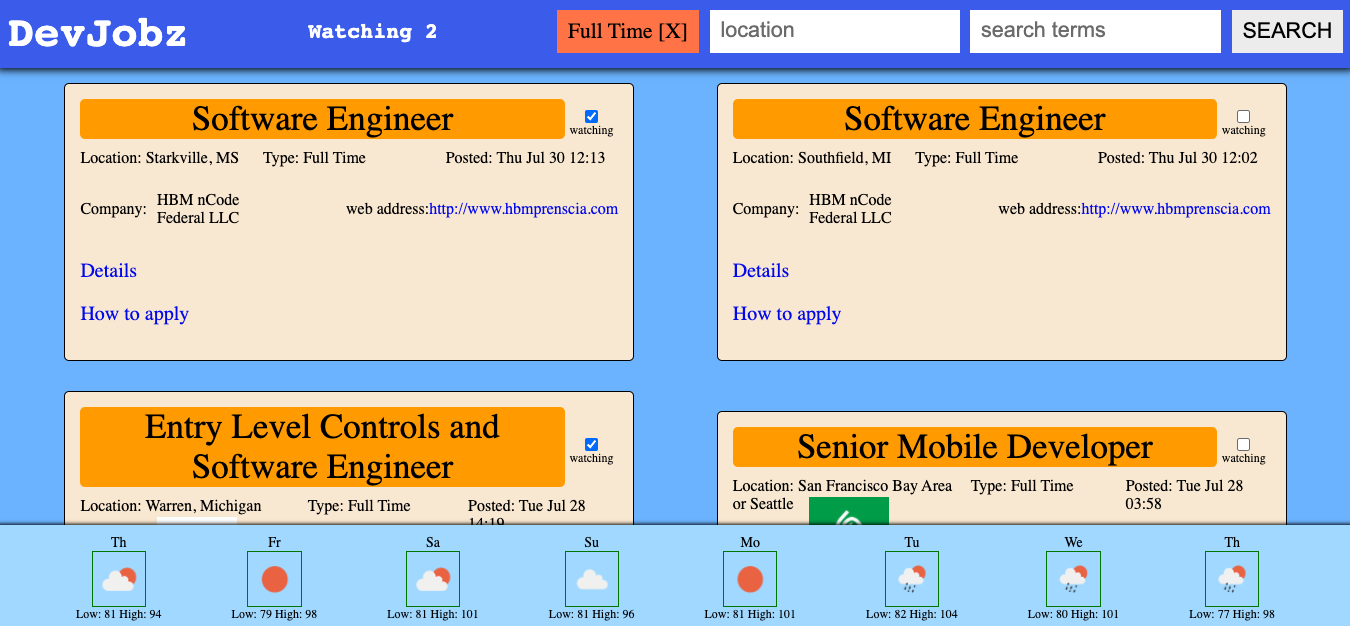 DevJobz
Watching 2
Full Time [X]
location
search terms
SEARCH
Software Engineer
watching
Location: Starkville, MS
Type: Full Time
Posted: Thu Jul 30 12:13
Company:
HBM nCode
Federal LLC
web address:http://www.hbmprenscia.com
Details
How to apply
Software Engineer
watching
Location: Southfield, MI
Type: Full Time
Posted: Thu Jul 30 12:02
Company:
HBM nCode
Federal LLC
web address:http://www.hbmprenscia.com
Details
How to apply
Entry Level Controls and
Software Engineer
watching
Location: Warren, Michigan
Type: Full Time
Posted: Tue Jul 28
14:19
Senior Mobile Developer
watching
Location: San Francisco Bay Area
or Seattle
Type: Full Time
Posted: Tue Jul 28
03:58
Th
Low: 81 High: 94
Fr
Low: 79 High: 98
Sa
Low: 81 High: 101
Su
Low: 81 High: 96
Mo
Low: 81 High: 101
Tu
Low: 82 High: 104
We
Low: 80 High: 101
Th
Low: 77 High: 98